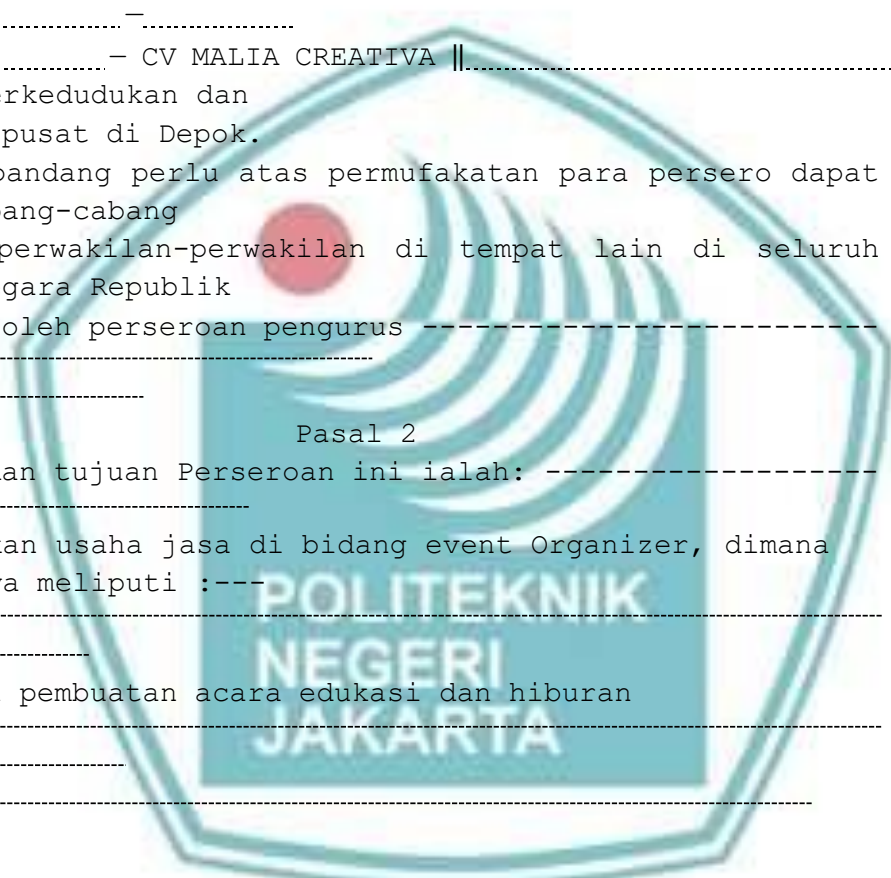 — CV MALIA CREATIVA ‖
erkedudukan dan
pusat di Depok.
pandang perlu atas permufakatan para persero dapat
bang-cabang
perwakilan-perwakilan di tempat lain di seluruh
gara Republik
oleh perseroan pengurus --------------------------
Pasal 2
an tujuan Perseroan ini ialah: -------------------
kan usaha jasa di bidang event Organizer, dimana
a meliputi :---
pembuatan acara edukasi dan hiburan
POLITEKNIK
NEGERI
JAKARTA